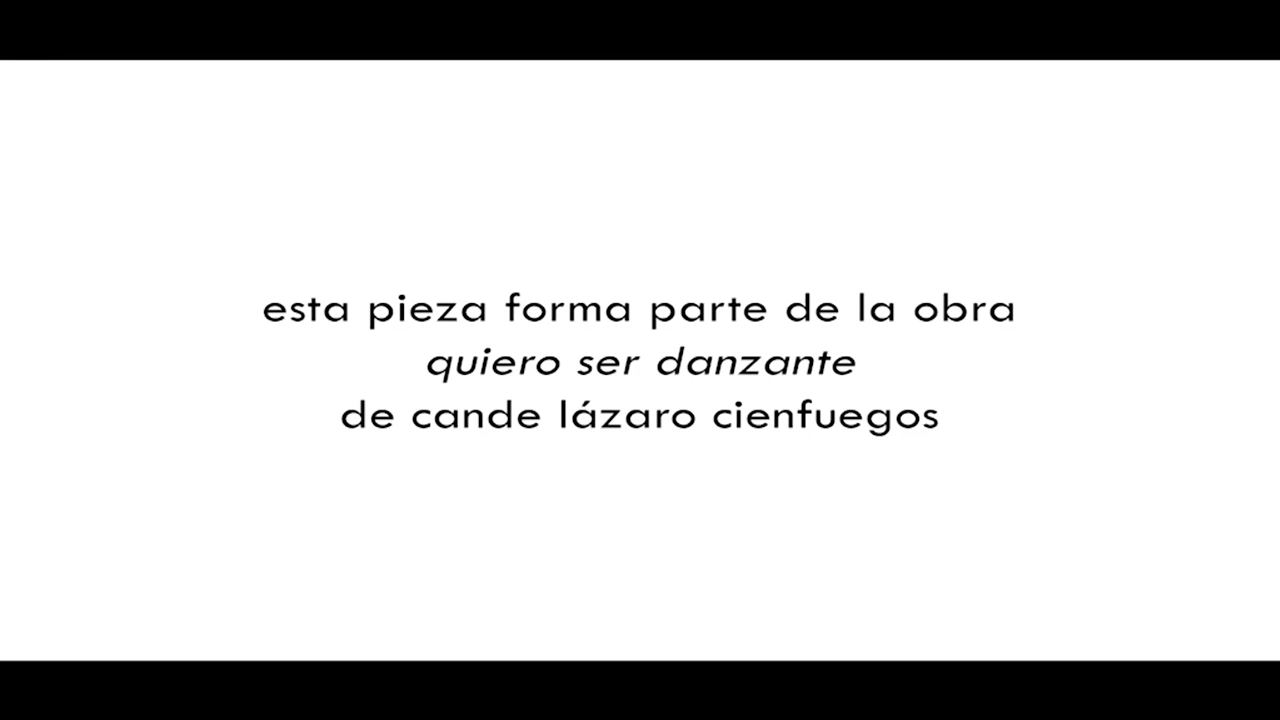 esta pieza forma parte de la obra
quiero ser danzante
de cande lázaro cienfuegos